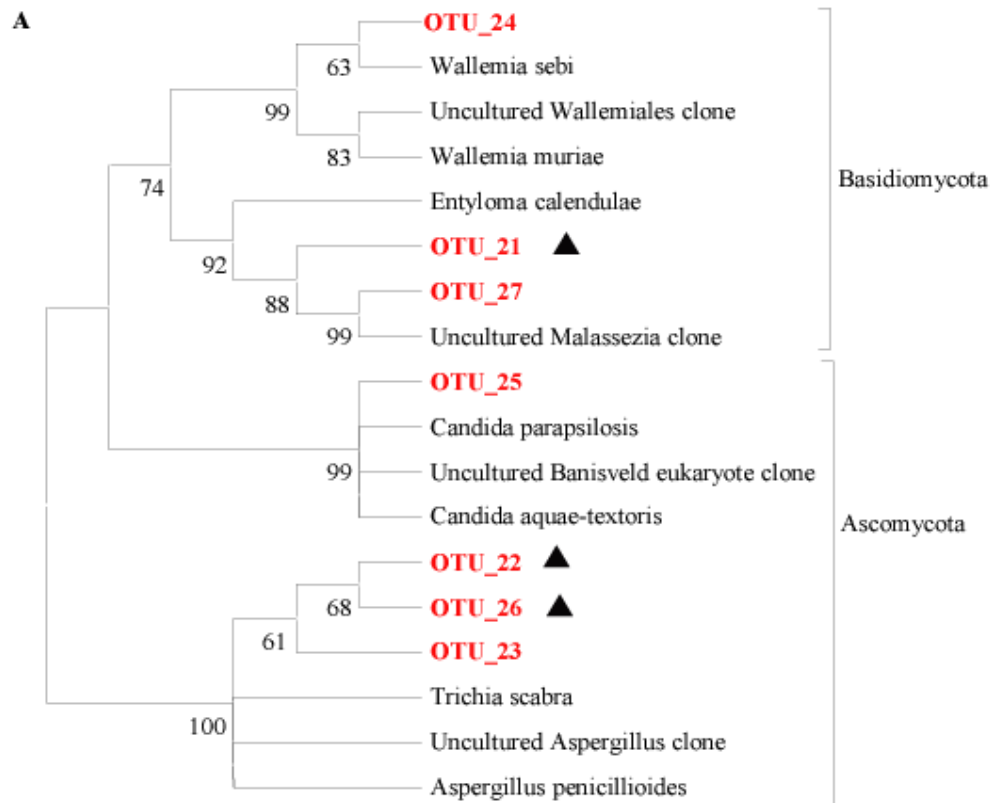 A
OTU_24
Wallemia sebi
63
Uncultured Wallemiales clone
99
Wallemia muriae
83
Basidiomycota
74
Entyloma calendulae
OTU_21
92
OTU_27
88
Uncultured Malassezia clone
99
OTU_25
Candida parapsilosis
Uncultured Banisveld eukaryote clone
99
Candida aquae-textoris
Ascomycota
OTU_22
OTU_26
68
61
OTU_23
Trichia scabra
100
Uncultured Aspergillus clone
Aspergillus penicillioides